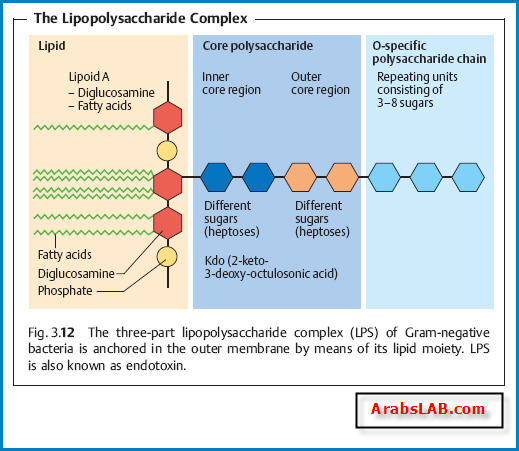 The Lipopolysaccharide Complex
Lipid
Lipoid A
– Diglucosamine
– Fatty acids
Fatty acids
Diglucosamine
Phosphate
Core polysaccharide
Inner
core region
Outer
core region
Different
sugars
(heptoses)
Different
sugars
(heptoses)
Kdo (2-keto-
3-deoxy-octulosonic acid)
O-specific
polysaccharide chain
Repeating units
consisting of
3–8 sugars
Fig. 3.12 The three-part lipopolysaccharide complex (LPS) of Gram-negative
bacteria is anchored in the outer membrane by means of its lipid moiety. LPS
is also known as endotoxin.
ArabsLAB.com